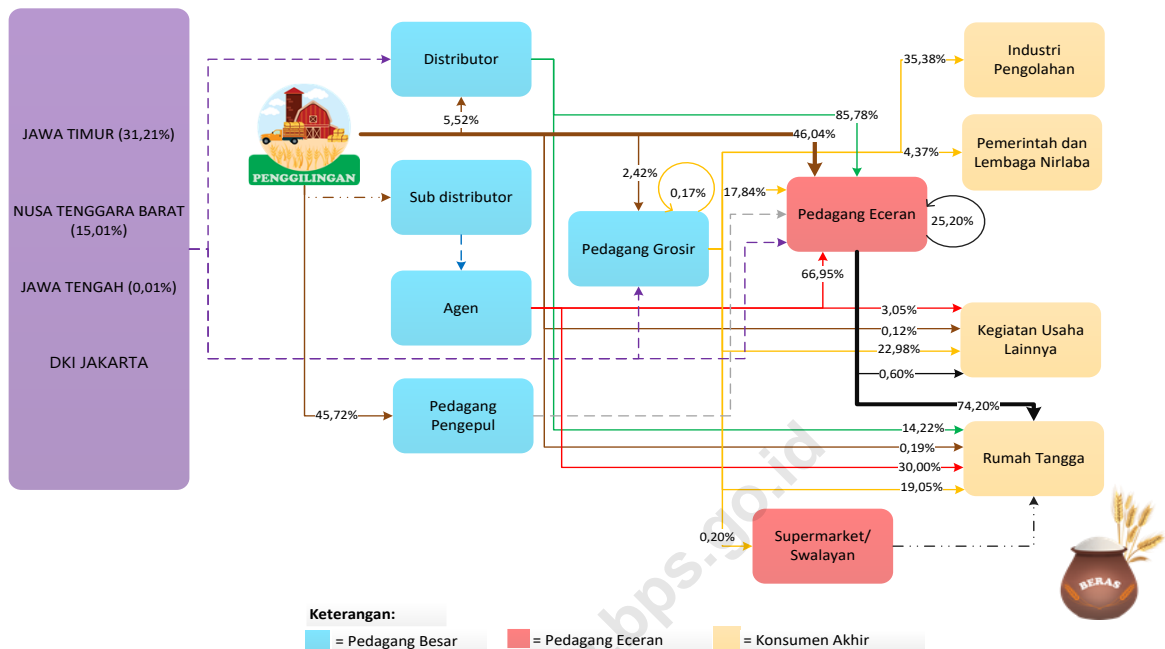 JAWA TIMUR (31,21%)
NUSA TENGGARA BARAT
(15,01%)
JAWA TENGAH (0,01%)
DKI JAKARTA
PENGGILINGAN
Distributor
5,52%
Sub distributor
Agen
45,72%
Pedagang
Pengepul
2,42%
0,17%
Pedagang Grosir
85,78%
46,04%
17,84%
Pedagang Eceran
25,20%
66,95%
35,38%
Industri
Pengolahan
4,37%
Pemerintah dan
Lembaga Nirlaba
3,05%
0,12%
22,98%
0,60%
Kegiatan Usaha
Lainnya
74,20%
14,22%
0,19%
30,00%
19,05%
Rumah Tangga
0,20%
Supermarket/
Swalayan
BERAS
Keterangan:
= Pedagang Besar
= Pedagang Eceran
= Konsumen Akhir
bps.go.id